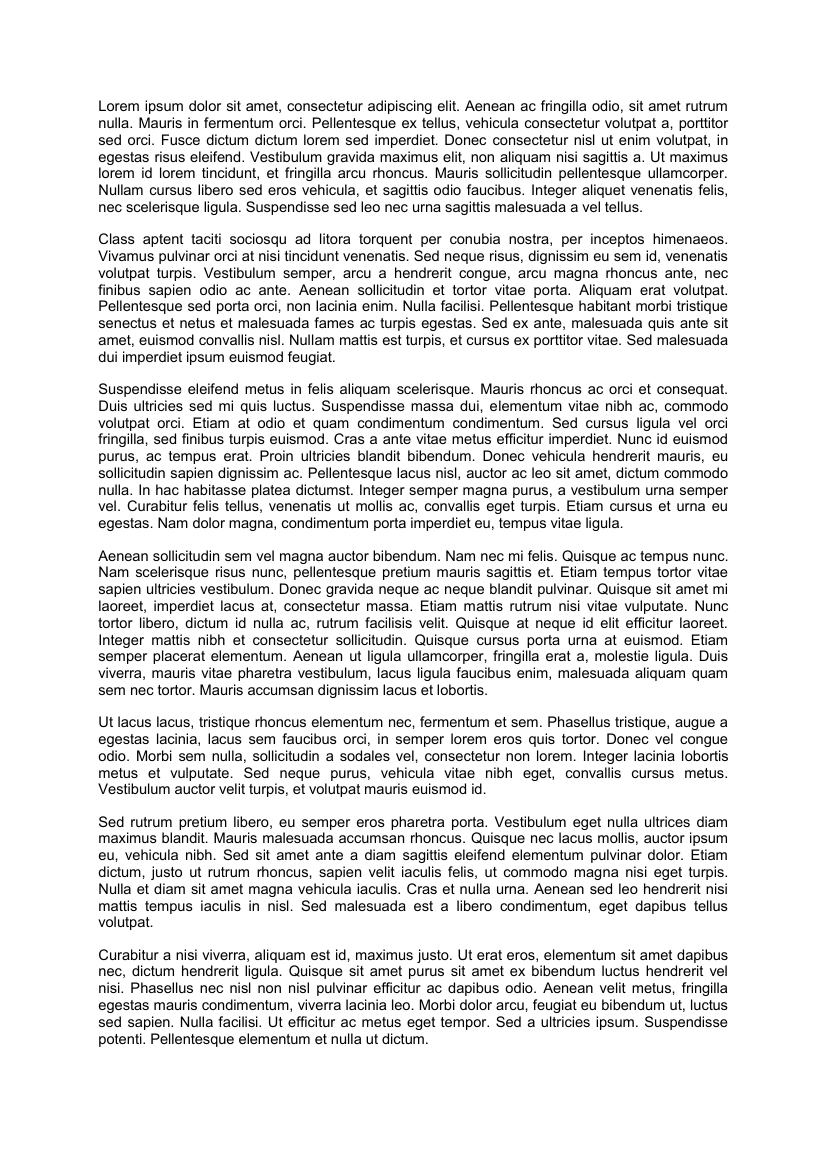 Lorem ipsum dolor sit amet, consectetur adipiscing elit. Aenean ac fringilla odio, sit amet rutrum
nulla. Mauris in fermentum orci. Pellentesque ex tellus, vehicula consectetur volutpat a, porttitor
sed orci. Fusce dictum dictum lorem sed imperdiet. Donec consectetur nisl ut enim volutpat, in
egestas risus eleifend. Vestibulum gravida maximus elit, non aliquam nisi sagittis a. Ut maximus
lorem id lorem tincidunt, et fringilla arcu rhoncus. Mauris sollicitudin pellentesque ullamcorper.
Nullam cursus libero sed eros vehicula, et sagittis odio faucibus. Integer aliquet venenatis felis,
nec scelerisque ligula. Suspendisse sed leo nec urna sagittis malesuada a vel tellus.
Class aptent taciti sociosqu ad litora torquent per conubia nostra, per inceptos himenaeos.
Vivamus pulvinar orci at nisi tincidunt venenatis. Sed neque risus, dignissim eu sem id, venenatis
volutpat turpis. Vestibulum semper, arcu a hendrerit congue, arcu magna rhoncus ante, nec
finibus sapien odio ac ante. Aenean sollicitudin et tortor vitae porta. Aliquam erat volutpat.
Pellentesque sed porta orci, non lacinia enim. Nulla facilisi. Pellentesque habitant morbi tristique
senectus et netus et malesuada fames ac turpis egestas. Sed ex ante, malesuada quis ante sit
amet, euismod convallis nisl. Nullam mattis est turpis, et cursus ex porttitor vitae. Sed malesuada
dui imperdiet ipsum euismod feugiat.
Suspendisse eleifend metus in felis aliquam scelerisque. Mauris rhoncus ac orci et consequat.
Duis ultricies sed mi quis luctus. Suspendisse massa dui, elementum vitae nibh ac, commodo
volutpat orci. Etiam at odio et quam condimentum condimentum. Sed cursus ligula vel orci
fringilla, sed finibus turpis euismod. Cras a ante vitae metus efficitur imperdiet. Nunc id euismod
purus, ac tempus erat. Proin ultricies blandit bibendum. Donec vehicula hendrerit mauris, eu
sollicitudin sapien dignissim ac. Pellentesque lacus nisl, auctor ac leo sit amet, dictum commodo
nulla. In hac habitasse platea dictumst. Integer semper magna purus, a vestibulum urna semper
vel. Curabitur felis tellus, venenatis ut mollis ac, convallis eget turpis. Etiam cursus et urna eu
egestas. Nam dolor magna, condimentum porta imperdiet eu, tempus vitae ligula.
Aenean sollicitudin sem vel magna auctor bibendum. Nam nec mi felis. Quisque ac tempus nunc.
Nam scelerisque risus nunc, pellentesque pretium mauris sagittis et. Etiam tempus tortor vitae
sapien ultricies vestibulum. Donec gravida neque ac neque blandit pulvinar. Quisque sit amet mi
laoreet, imperdiet lacus at, consectetur massa. Etiam mattis rutrum nisi vitae vulputate. Nunc
tortor libero, dictum id nulla ac, rutrum facilisis velit. Quisque at neque id elit efficitur laoreet.
Integer mattis nibh et consectetur sollicitudin. Quisque cursus porta urna at euismod. Etiam
semper placerat elementum. Aenean ut ligula ullamcorper, fringilla erat a, molestie ligula. Duis
viverra, mauris vitae pharetra vestibulum, lacus ligula faucibus enim, malesuada aliquam quam
sem nec tortor. Mauris accumsan dignissim lacus et lobortis.
Ut lacus lacus, tristique rhoncus elementum nec, fermentum et sem. Phasellus tristique, augue a
egestas lacinia, lacus sem faucibus orci, in semper lorem eros quis tortor. Donec vel congue
odio. Morbi sem nulla, sollicitudin a sodales vel, consectetur non lorem. Integer lacinia lobortis
metus et vulputate. Sed neque purus, vehicula vitae nibh eget, convallis cursus metus.
Vestibulum auctor velit turpis, et volutpat mauris euismod id.
Sed rutrum pretium libero, eu semper eros pharetra porta. Vestibulum eget nulla ultrices diam
maximus blandit. Mauris malesuada accumsan rhoncus. Quisque nec lacus mollis, auctor ipsum
eu, vehicula nibh. Sed sit amet ante a diam sagittis eleifend elementum pulvinar dolor. Etiam
dictum, justo ut rutrum rhoncus, sapien velit iaculis felis, ut commodo magna nisi eget turpis.
Nulla et diam sit amet magna vehicula iaculis. Cras et nulla urna. Aenean sed leo hendrerit nisi
mattis tempus iaculis in nisl. Sed malesuada est a libero condimentum, eget dapibus tellus
volutpat.
Curabitur a nisi viverra, aliquam est id, maximus justo. Ut erat eros, elementum sit amet dapibus
nec, dictum hendrerit ligula. Quisque sit amet purus sit amet ex bibendum luctus hendrerit vel
nisi. Phasellus nec nisl non nisl pulvinar efficitur ac dapibus odio. Aenean velit metus, fringilla
egestas mauris condimentum, viverra lacinia leo. Morbi dolor arcu, feugiat eu bibendum ut, luctus
sed sapien. Nulla facilisi. Ut efficitur ac metus eget tempor. Sed a ultricies ipsum. Suspendisse
potenti. Pellentesque elementum et nulla ut dictum.